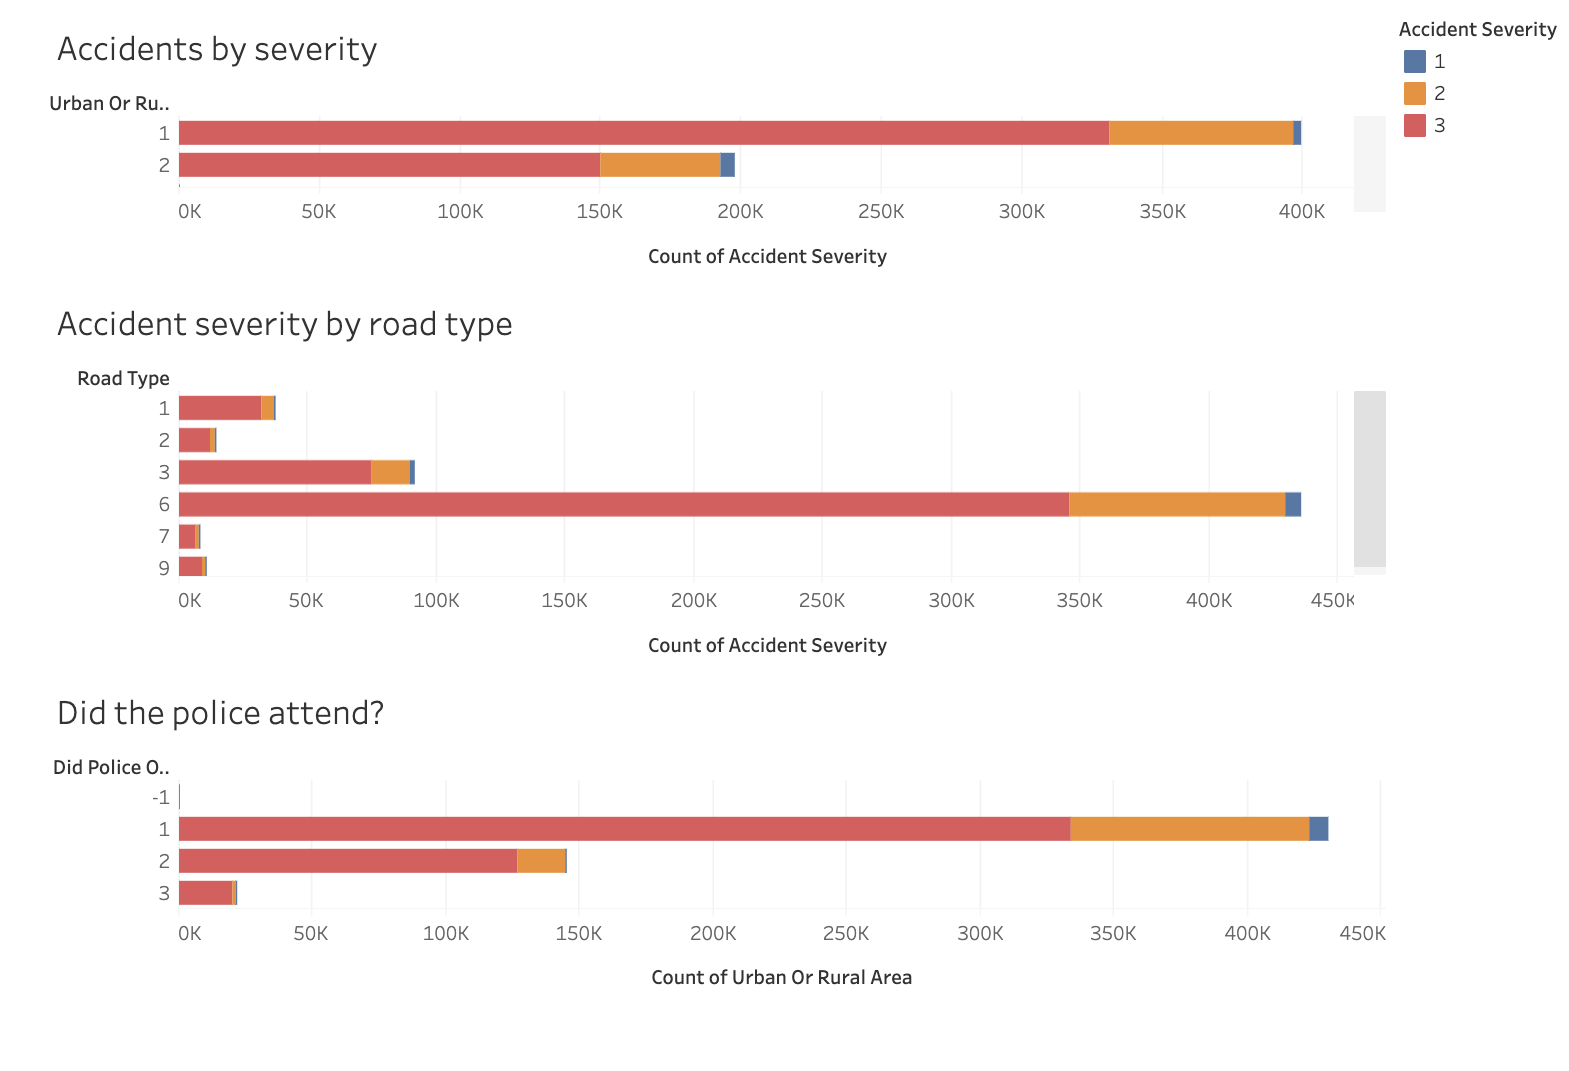 Accidents by severity
Urban Or Ru..
1
2
0K 50K 100K 150K 200K 250K 300K 350K 400K
Count of Accident Severity
Accident Severity
1
2
3
Accident severity by road type
Road Type
1
2
3
6
7
9
0K 50K 100K 150K 200K 250K 300K 350K 400K 450K
Count of Accident Severity
Did the police attend?
Did Police O..
-1
1
2
3
0K 50K 100K 150K 200K 250K 300K 350K 400K 450K
Count of Urban Or Rural Area